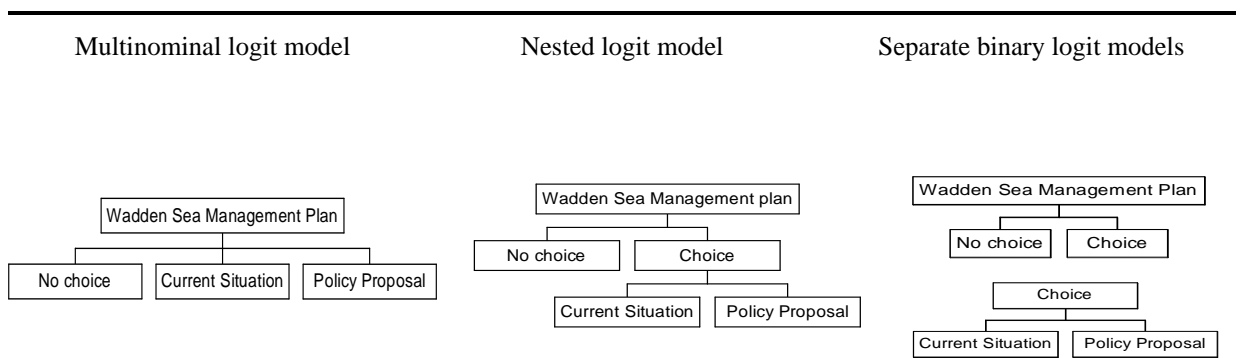 Multinominal logit model
Nested logit model
Separate binary logit models
Wadden Sea Management Plan
No choice
Current Situation
Policy Proposal
Wadden Sea Management plan
No choice
Choice
Current Situation
Policy Proposal
Wadden Sea Management Plan
No choice
Choice
Choice
Current Situation
Policy Proposal